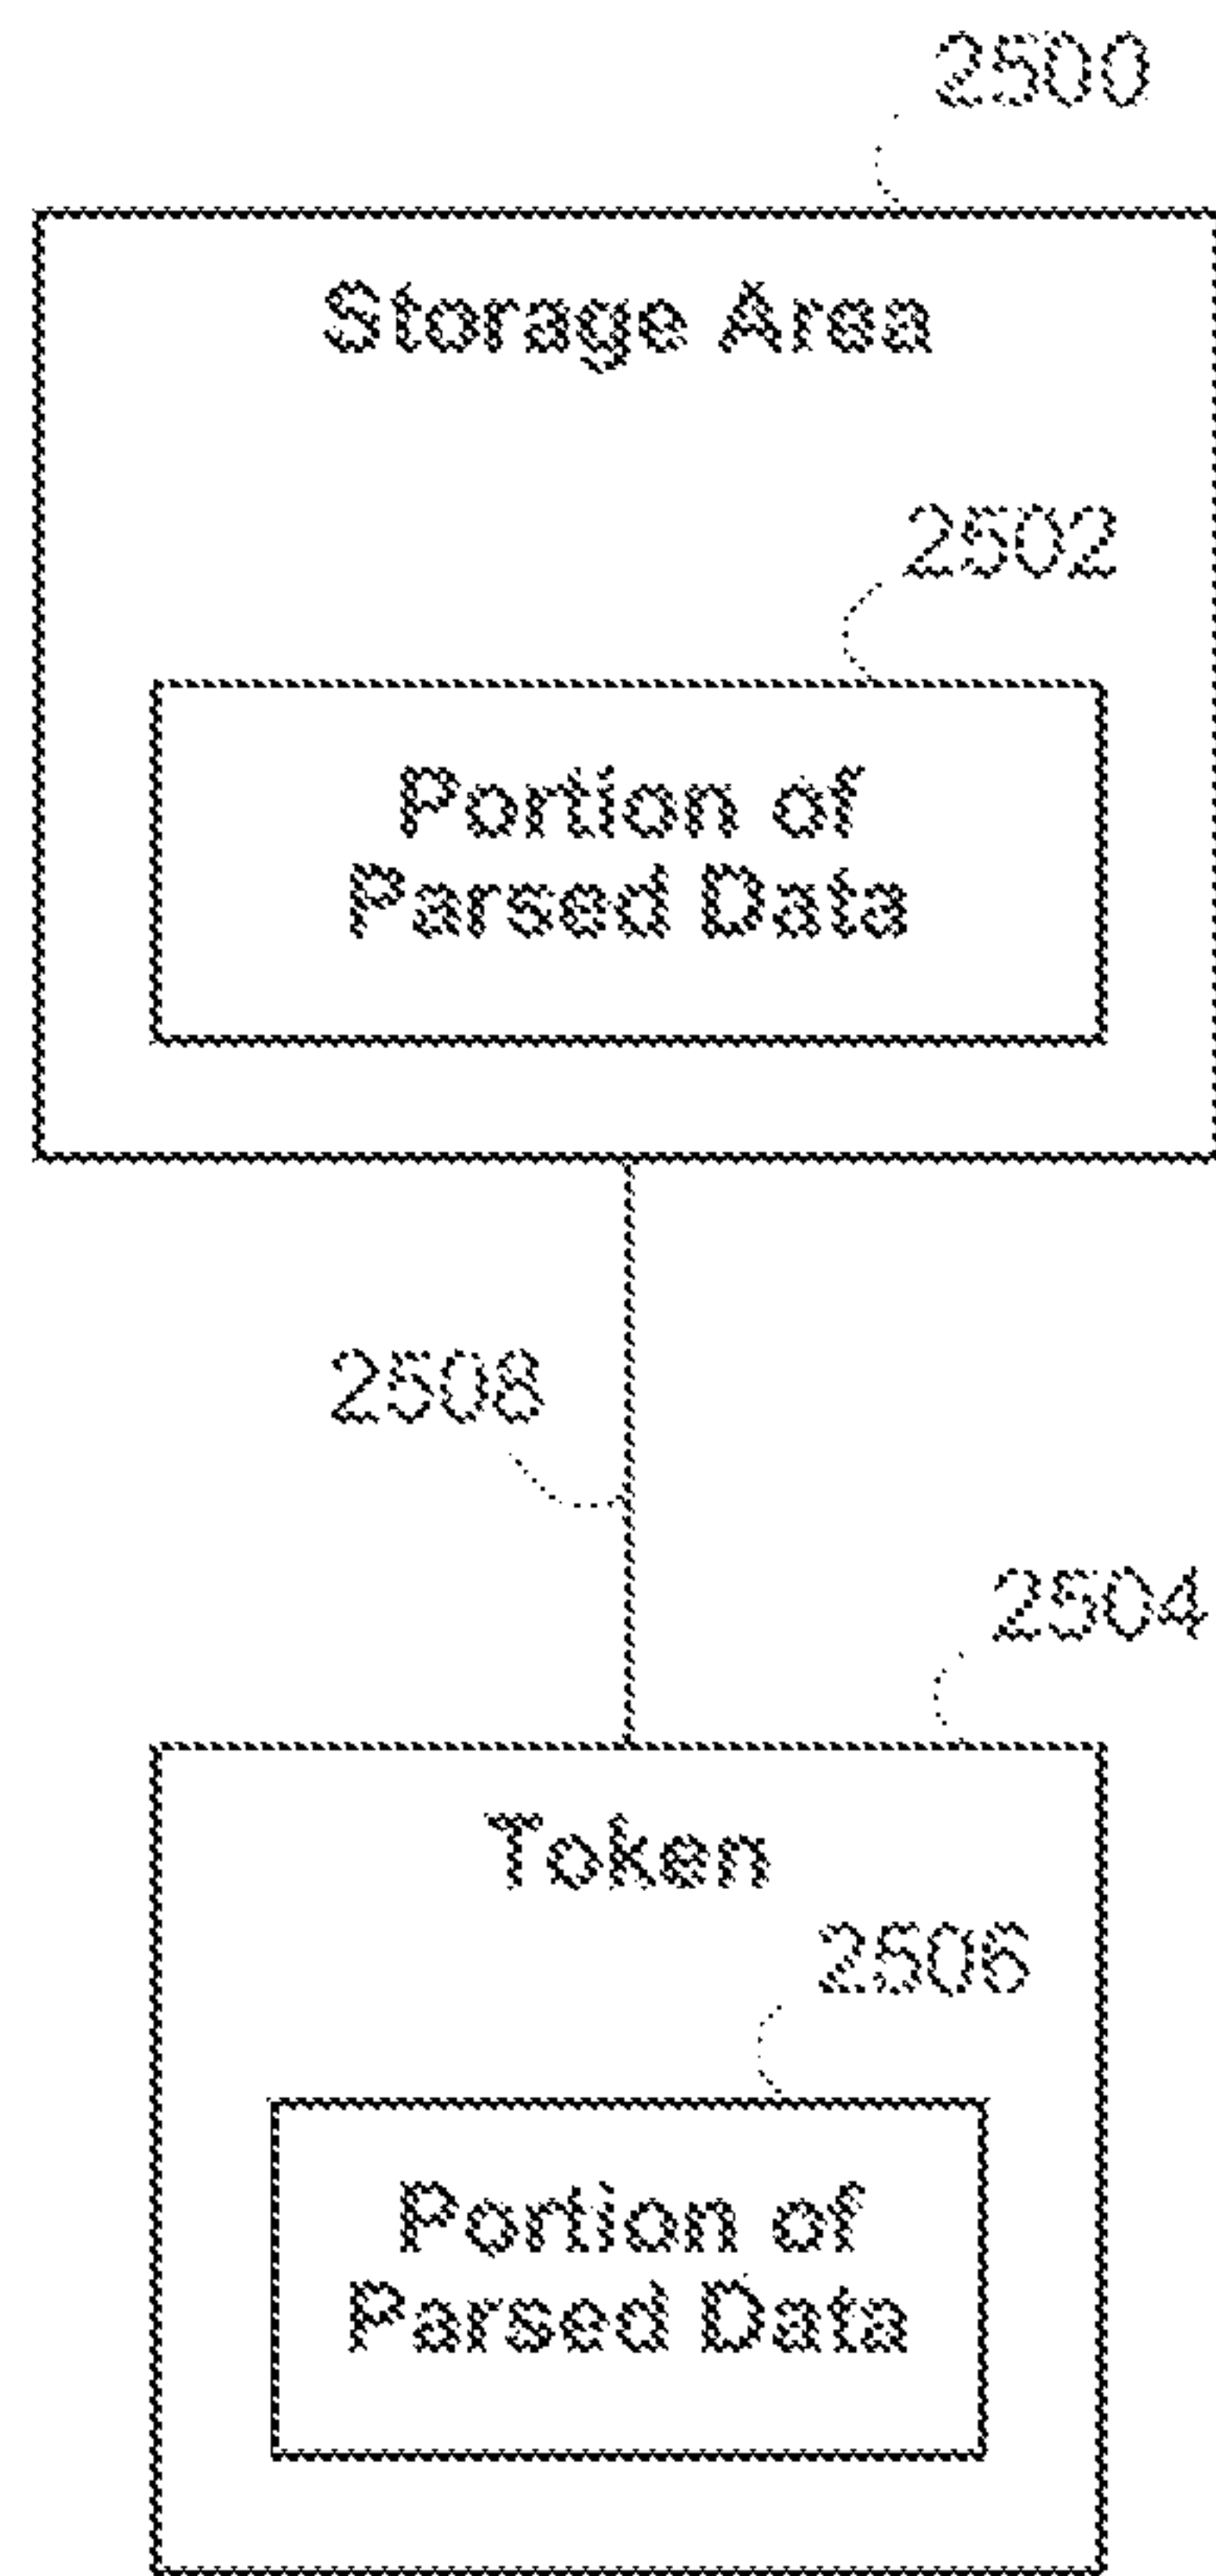 2500
Storage Area
2502
Portion of
Parsed Data
2508
2504
Token
2506
Portion of
Parsed Data